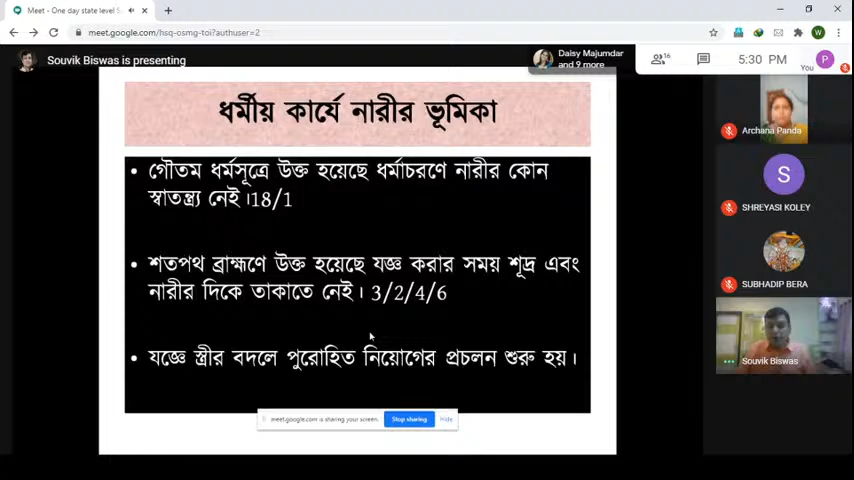 Meet - One day state level S
meet.google.com/hsq-osmg-toi?authuser=2
Souvik Biswas is presenting
Daisy Majumdar
and 9 more
16
5:30 PM
You
P
ধর্মীয় কার্যে নারীর ভূমিকা
• গৌতম ধর্মসূত্রে উক্ত হয়েছে ধর্মাচরণে নারীর কোন
স্বাতন্ত্র্য নেই।18/1
• শতপথ ব্রাহ্মণে উক্ত হয়েছে যজ্ঞ করার সময় শূদ্র এবং
নারীর দিকে তাকাতে নেই। 3/2/4/6
• যজ্ঞে স্ত্রীর বদলে পুরোহিত নিয়োগের প্রচলন শুরু হয়।
meet.google.com is sharing your screen.
Stop sharing
Hide
Archana Panda
S
SHREYASI KOLEY
SUBHADIP BERA
Souvik Biswas
W